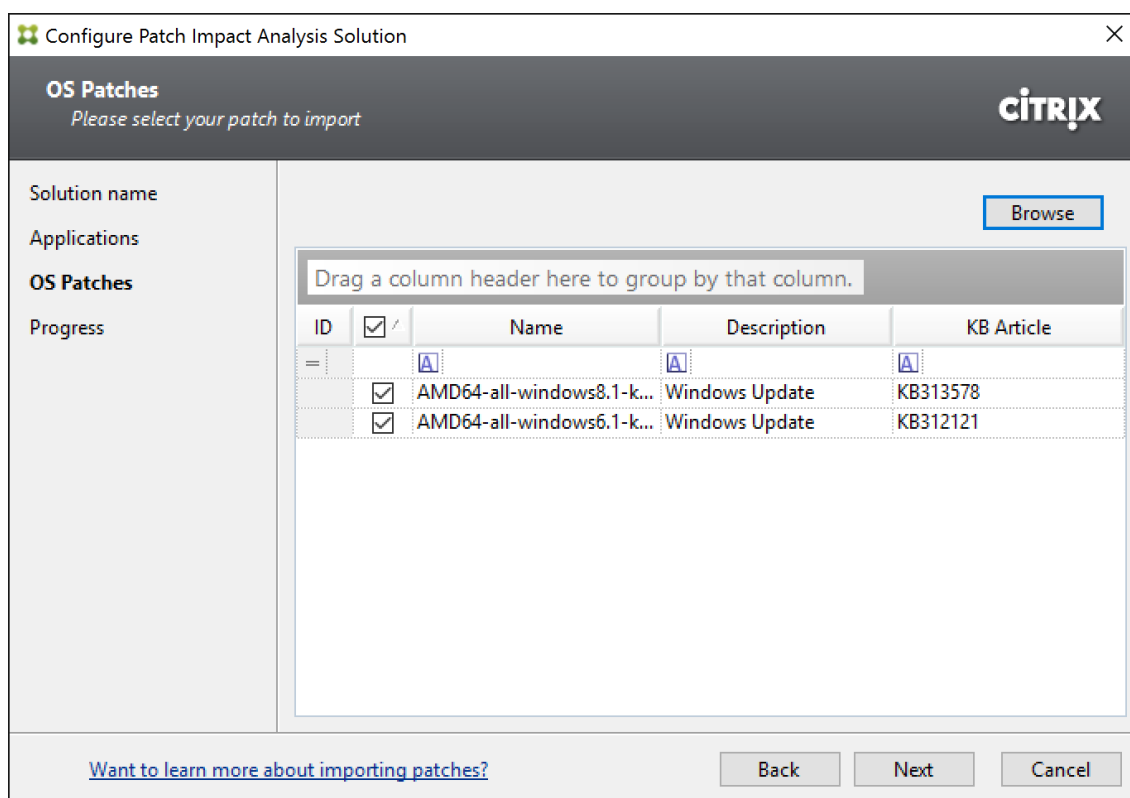 Configure Patch Impact Analysis Solution
OS Patches
Please select your patch to import
CİTRIX
Solution name
Applications
OS Patches
Progress
Browse
Drag a column header here to group by that column.
ID Name Description KB Article
= A A A
AMD64-all-windows8.1-k... Windows Update KB313578
AMD64-all-windows6.1-k... Windows Update KB312121
Want to learn more about importing patches?
Back Next Cancel